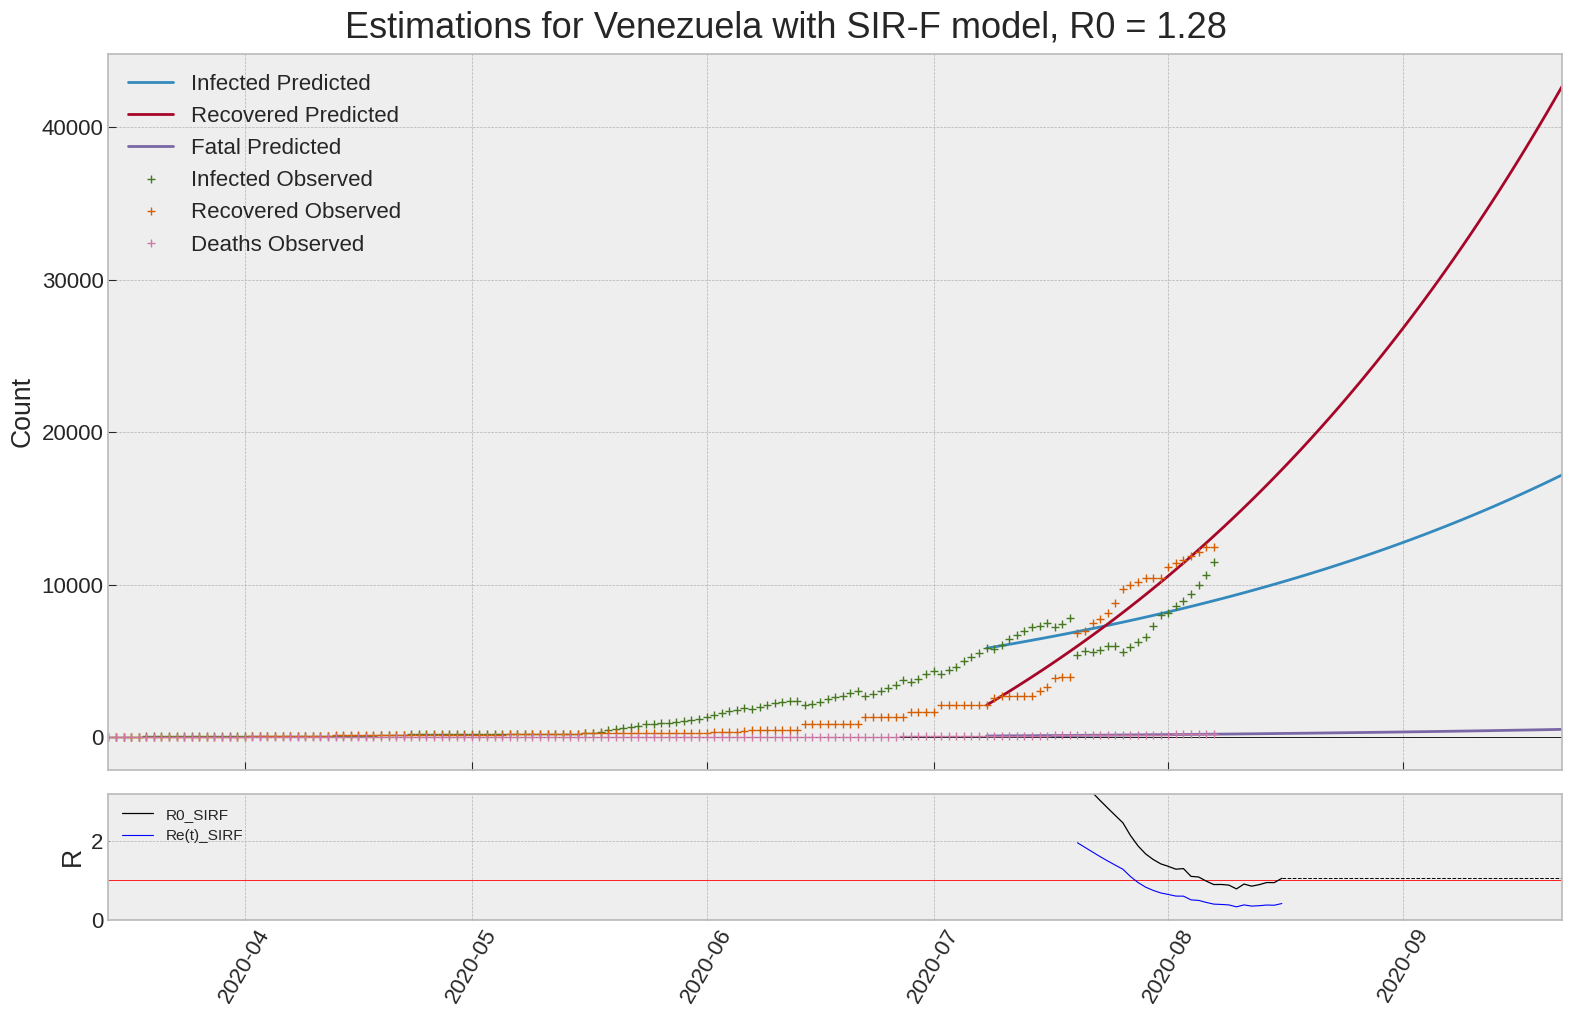 Estimations for Venezuela with SIR-F model, R0 = 1.28
Infected Predicted
Recovered Predicted
Fatal Predicted
Infected Observed
Recovered Observed
Deaths Observed
40000
30000
20000
10000
0
Count
R0_SIRF
Re(t)_SIRF
2
0
R
2020-04
2020-05
2020-06
2020-07
2020-08
2020-09